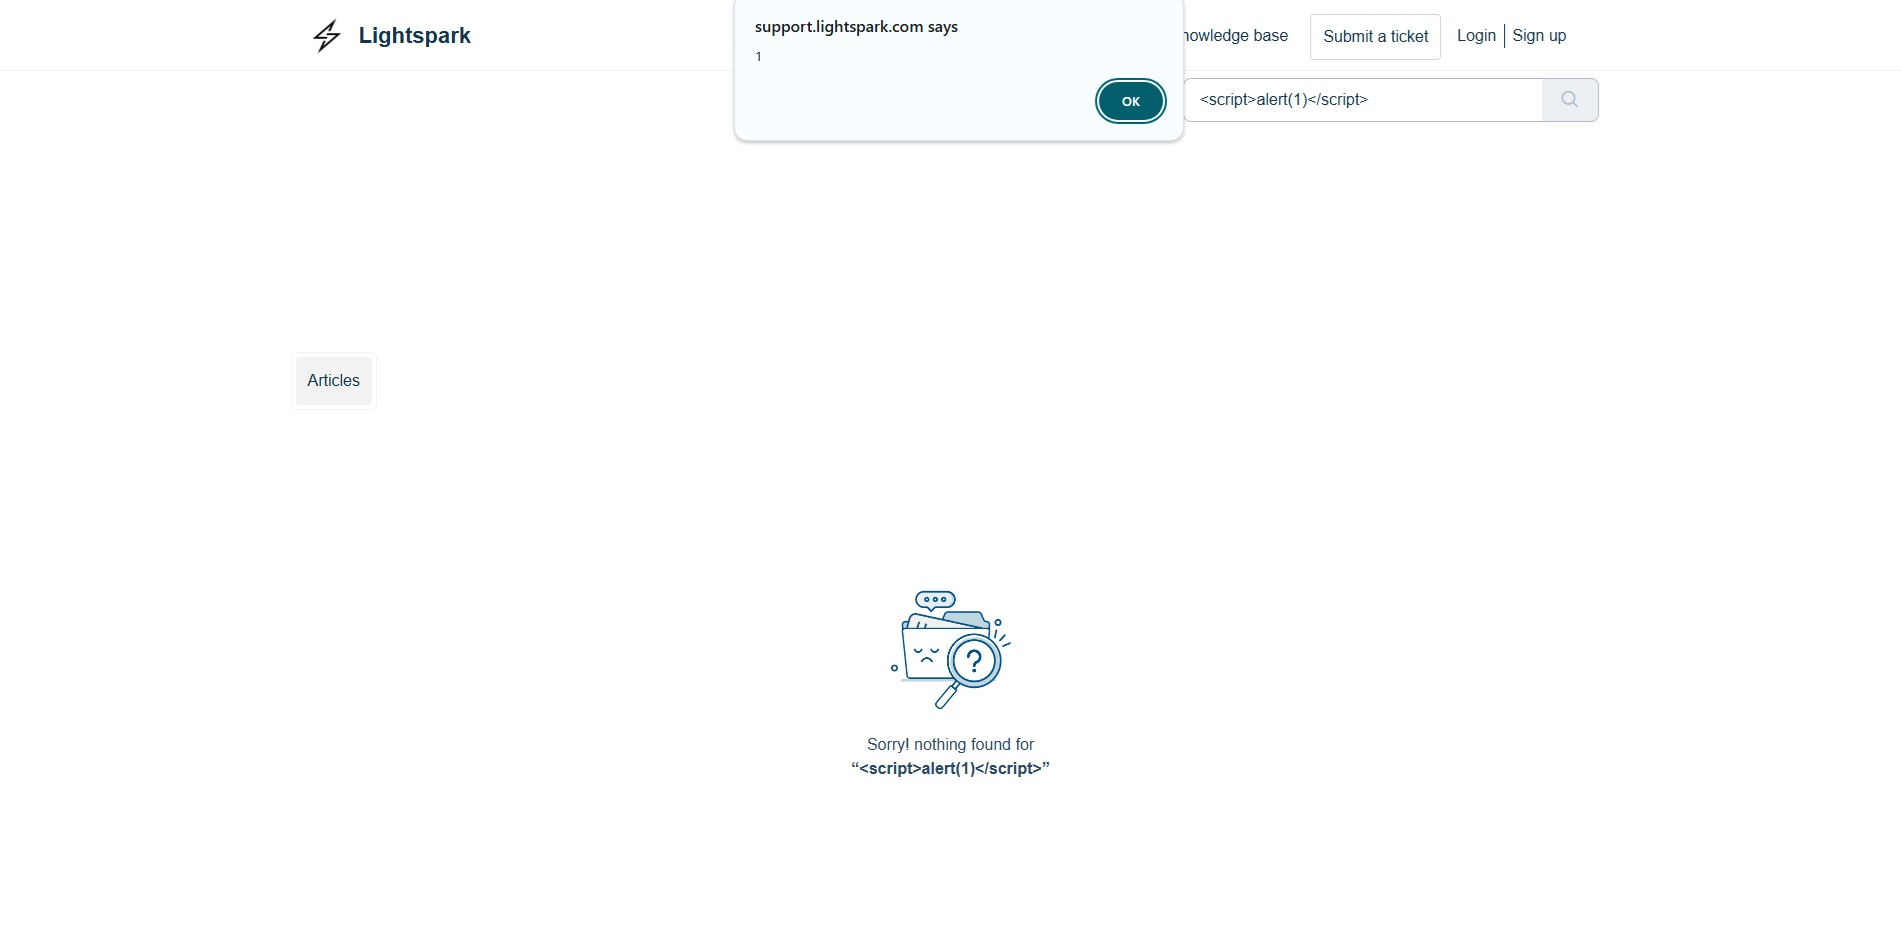 Lightspark
support.lightspark.com says
1
OK
nowledge base
Submit a ticket
Login
Sign up
<script>alert(1)</script>
Articles
?
Sorry! nothing found for
“<script>alert(1)</script>”